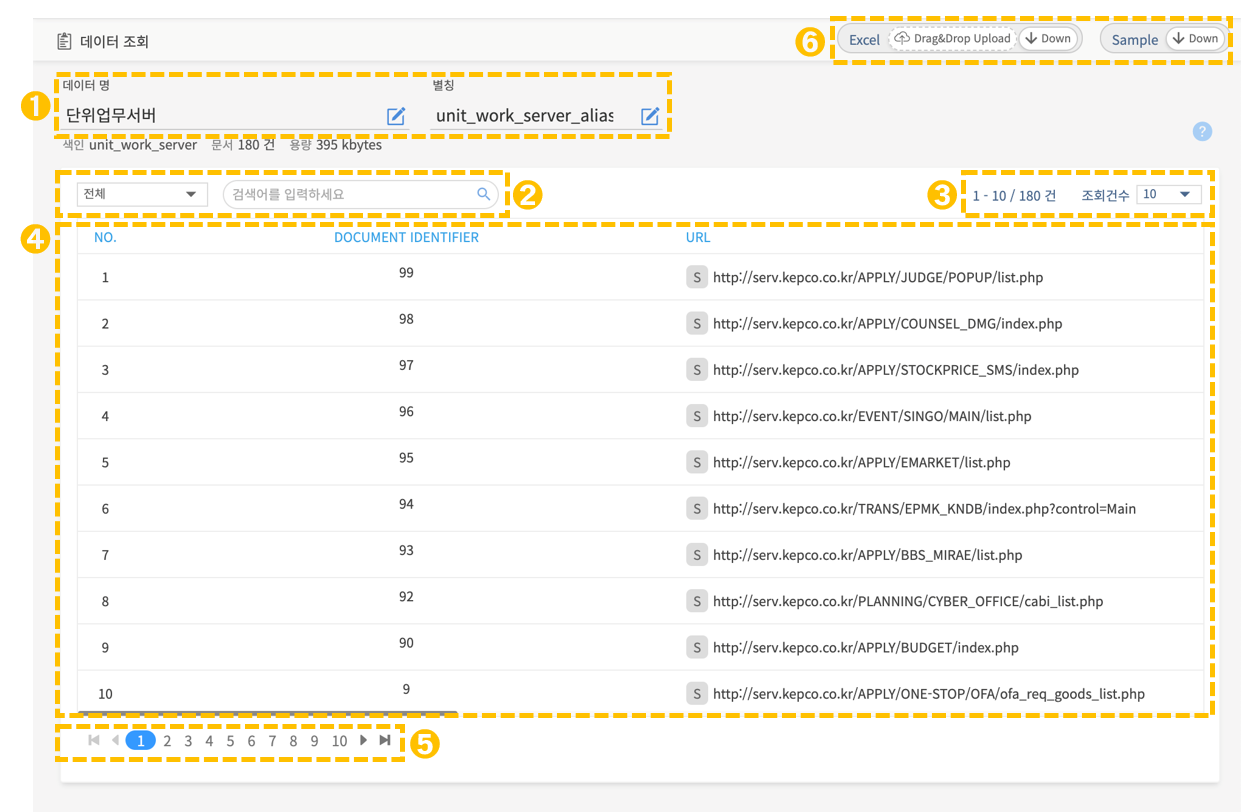 데이터 조회
6 Excel Drag&Drop Upload Down Sample Down
데이터 명 별칭
1 단위업무서버 unit_work_server_alias
?
색인 unit_work_server 문서 180 건 용량 395 kbytes
전체 검색어를 입력하세요 2 3 1 - 10 / 180 건 조회건수 10
4 NO. DOCUMENT IDENTIFIER URL
1 99 S http://serv.kepco.co.kr/APPLY/JUDGE/POPUP/list.php
2 98 S http://serv.kepco.co.kr/APPLY/COUNSEL_DMG/index.php
3 97 S http://serv.kepco.co.kr/APPLY/STOCKPRICE_SMS/index.php
4 96 S http://serv.kepco.co.kr/EVENT/SINGO/MAIN/list.php
5 95 S http://serv.kepco.co.kr/APPLY/EMARKET/list.php
6 94 S http://serv.kepco.co.kr/TRANS/EPMK_KNDB/index.php?control=Main
7 93 S http://serv.kepco.co.kr/APPLY/BBS_MIRAE/list.php
8 92 S http://serv.kepco.co.kr/PLANNING/CYBER_OFFICE/cabi_list.php
9 90 S http://serv.kepco.co.kr/APPLY/BUDGET/index.php
10 9 S http://serv.kepco.co.kr/APPLY/ONE-STOP/OFA/ofa_req_goods_list.php
1 2 3 4 5 6 7 8 9 10 5